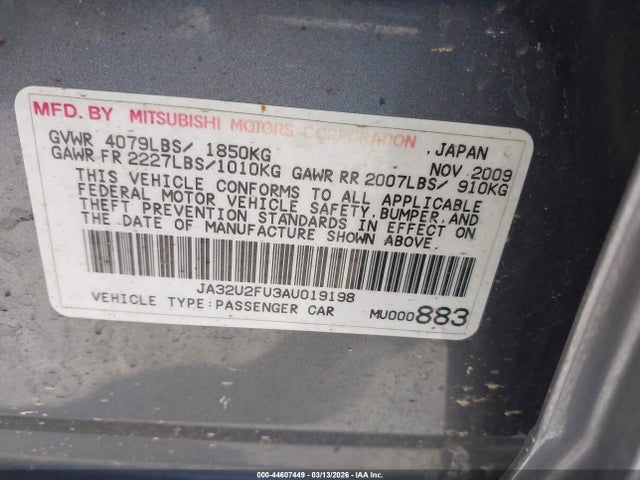 MFD. BY MITSUBISHI MOTORS CORPORATION, JAPAN
GVWR 4079LBS/ 1850KG NOV 2009
GAWR FR 2227LBS/1010KG GAWR RR 2007LBS/ 910KG
THIS VEHICLE CONFORMS TO ALL APPLICABLE
FEDERAL MOTOR VEHICLE SAFETY, BUMPER, AND
THEFT PREVENTION STANDARDS IN EFFECT ON
THE DATE OF MANUFACTURE SHOWN ABOVE.
JA32U2FU3AU019198
VEHICLE TYPE:PASSENGER CAR MU000883
000-44607449 - 03/13/2026 - IAAI, Inc.